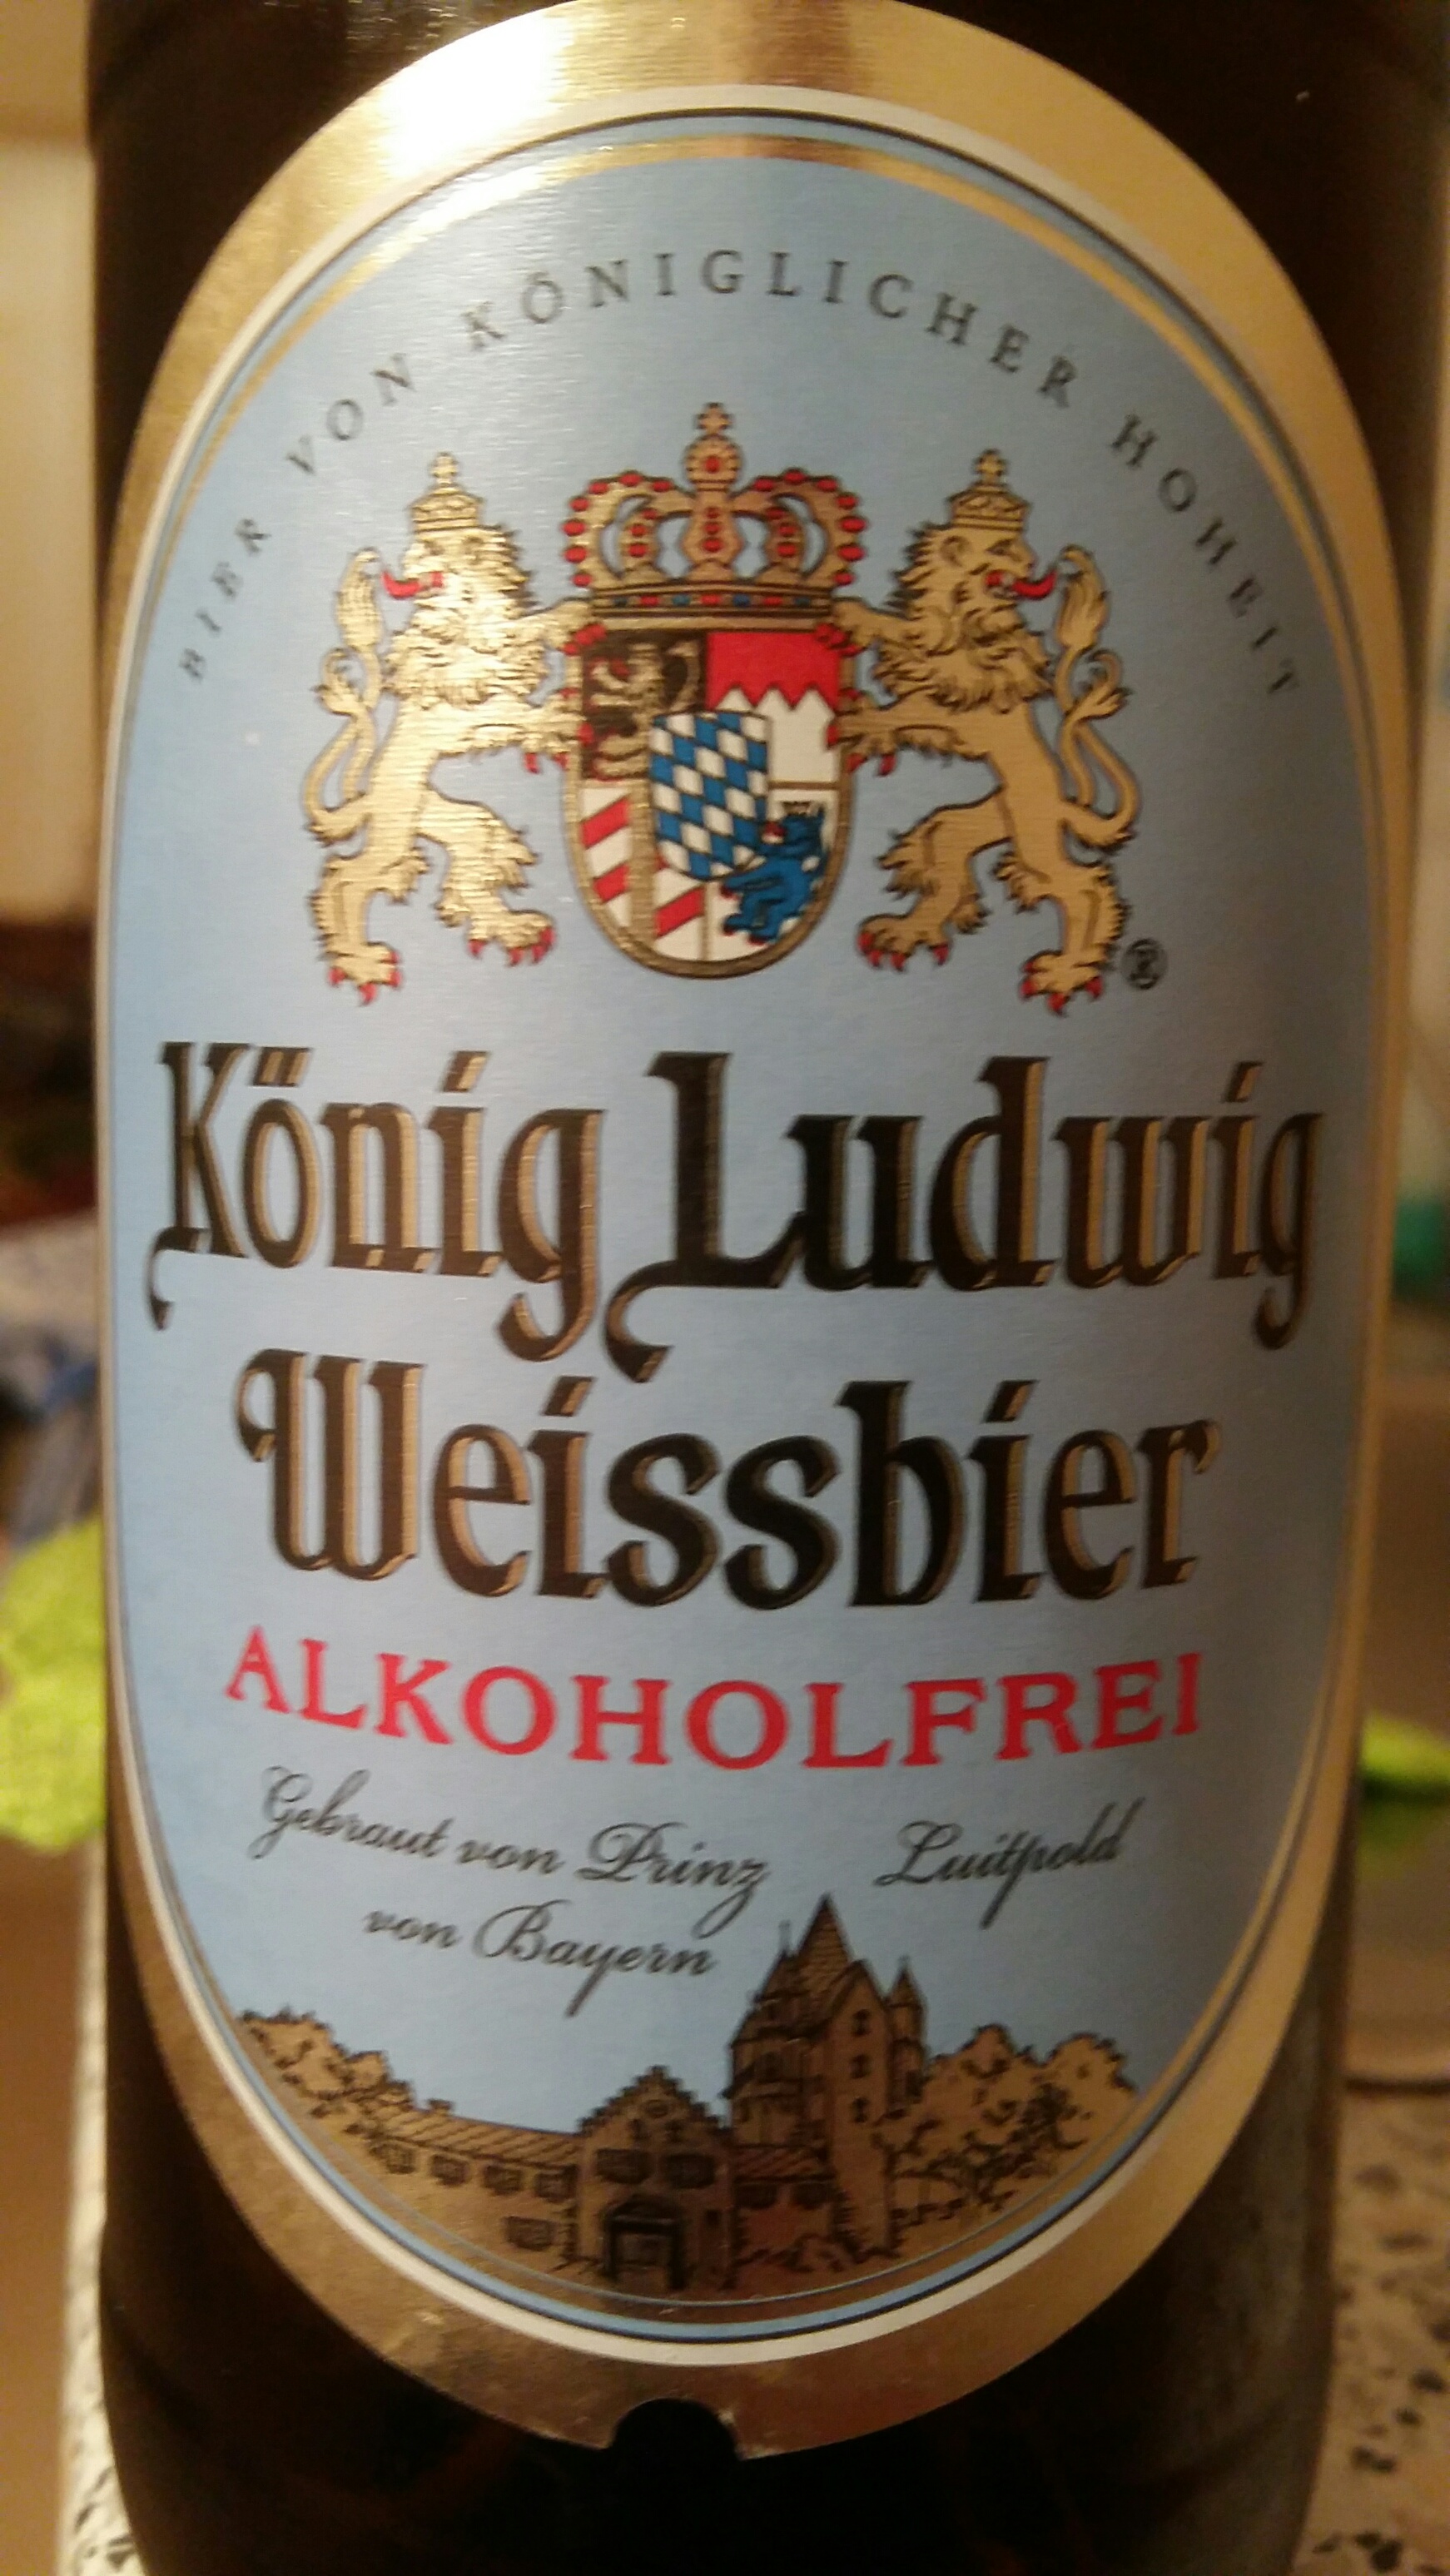 BIER VON KÖNIGLICHER HOHEIT
®
König Ludwig
Weissbier
ALKOHOLFREI
Gebraut von Prinz Luitpold
von Bayern